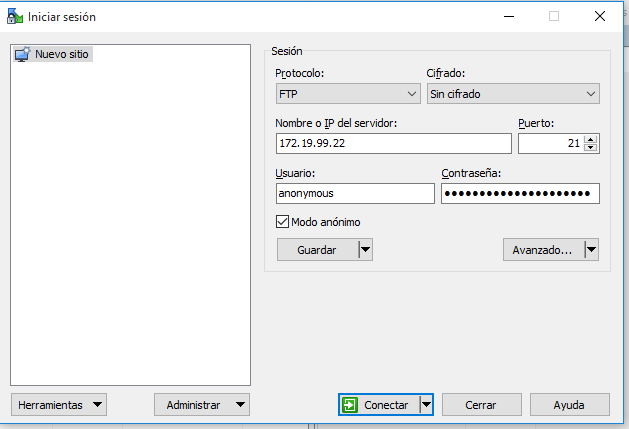 Iniciar sesión
Nuevo sitio
Sesión
Protocolo:
Cifrado:
FTP
Sin cifrado
Nombre o IP del servidor:
Puerto:
172.19.99.22
21
Usuario:
Contraseña:
anonymous
●●●●●●●●●●●●●●●●●●●●●
Modo anónimo
Guardar
Avanzado...
Herramientas
Administrar
Conectar
Cerrar
Ayuda